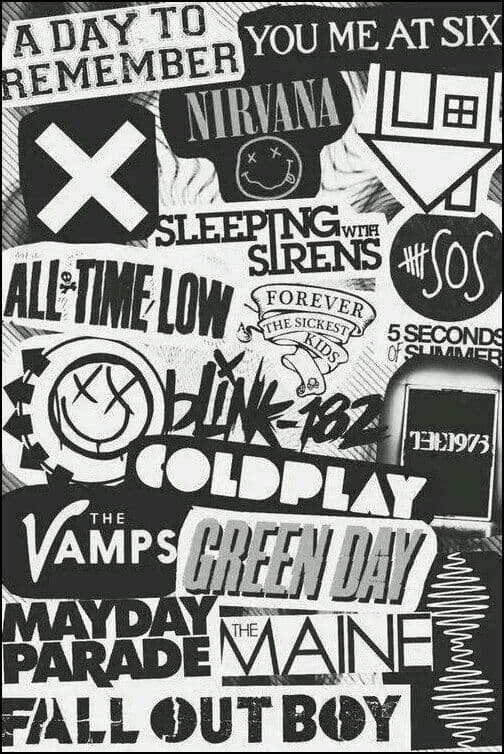 A DAY TO
REMEMBER
YOU ME AT SIX
NIRVANA
SLEEPING WITH
SIRENS
SOS
5 SECONDS
OF SUMMER
ALL TIME LOW
FOREVER
THE SICKEST
KIDS
blink-182
THE 1975
COLDPLAY
THE
VAMPS
GREEN DAY
MAYDAY
PARADE
THE
MAINE
FALL OUT BOY